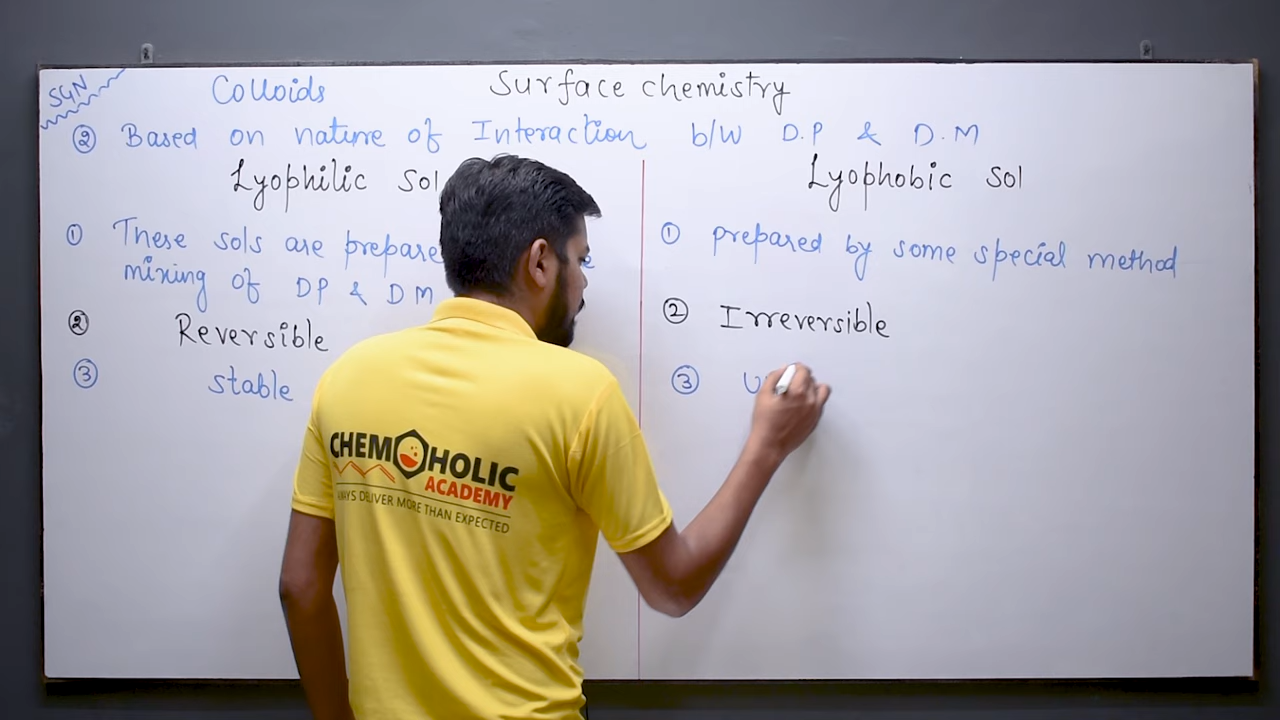 SGN
Colloids Surface chemistry
② Based on nature of Interaction b/W D.P & D.M
Lyophilic Sol
Lyophobic Sol
① These sols are prepare
mixing of DP & DM
② Reversible
③ stable
① prepared by some special method
② Irreversible
③
CHEMOHOLIC
ACADEMY
ALWAYS DELIVER MORE THAN EXPECTED